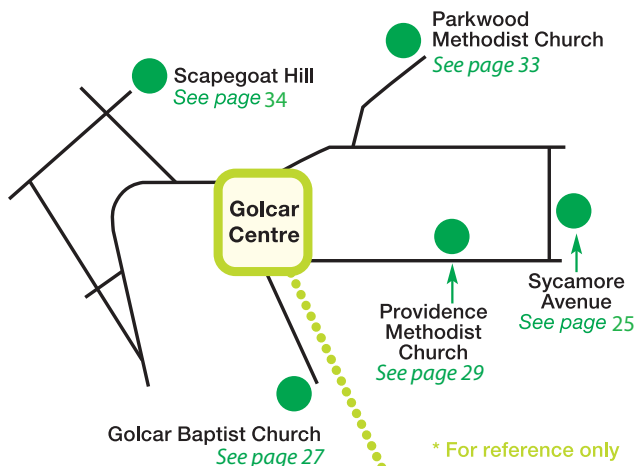 Parkwood
Methodist Church
See page 33
Scapegoat Hill
See page 34
Golcar
Centre
Sycamore
Avenue
See page 25
Providence
Methodist
Church
See page 29
Golcar Baptist Church
See page 27
* For reference only